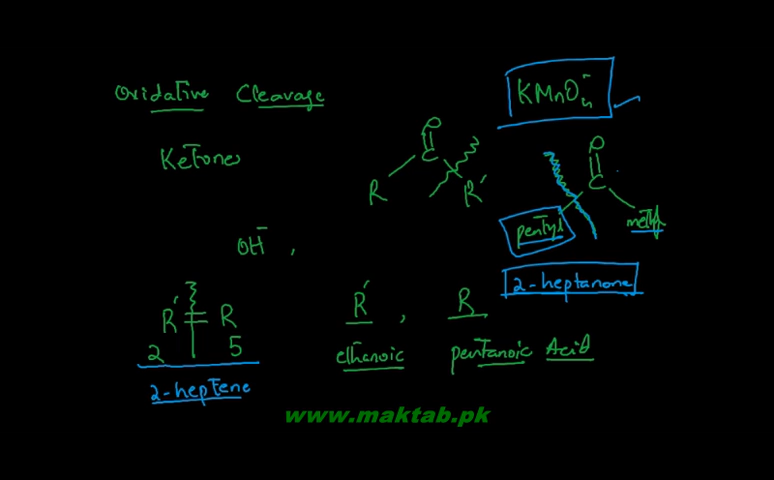 Oxidative Cleavage
KMnO4-
Ketones
O
C
R R'
O
C
pentyl methyl
OH- ,
2-heptanone
R' R
2 5
2-heptene
R' , R
ethanoic pentanoic Acid
www.maktab.pk